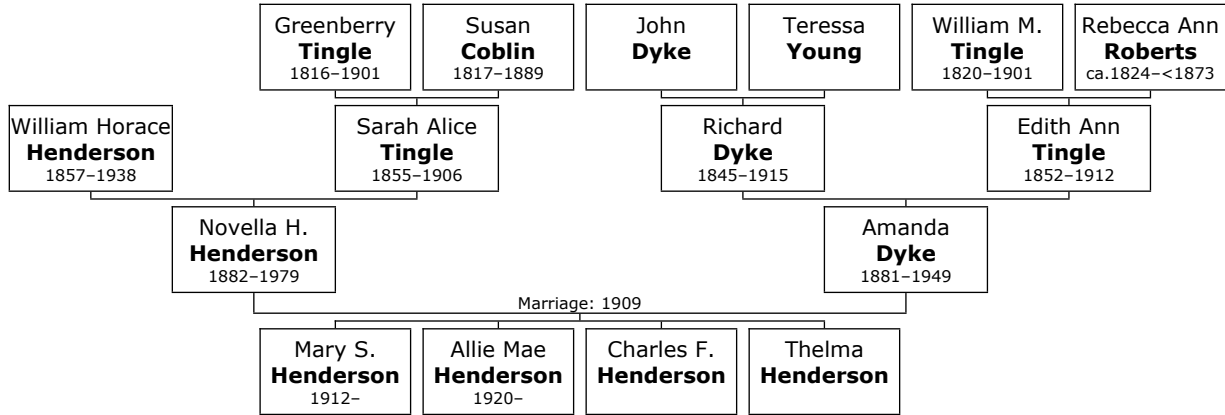 Greenberry
Tingle
1816–1901
Susan
Coblin
1817–1889
John
Dyke
Teressa
Young
William M.
Tingle
1820–1901
Rebecca Ann
Roberts
ca.1824–<1873
William Horace
Henderson
1857–1938
Sarah Alice
Tingle
1855–1906
Richard
Dyke
1845–1915
Edith Ann
Tingle
1852–1912
Novella H.
Henderson
1882–1979
Amanda
Dyke
1881–1949
Marriage: 1909
Mary S.
Henderson
1912–
Allie Mae
Henderson
1920–
Charles F.
Henderson
Thelma
Henderson